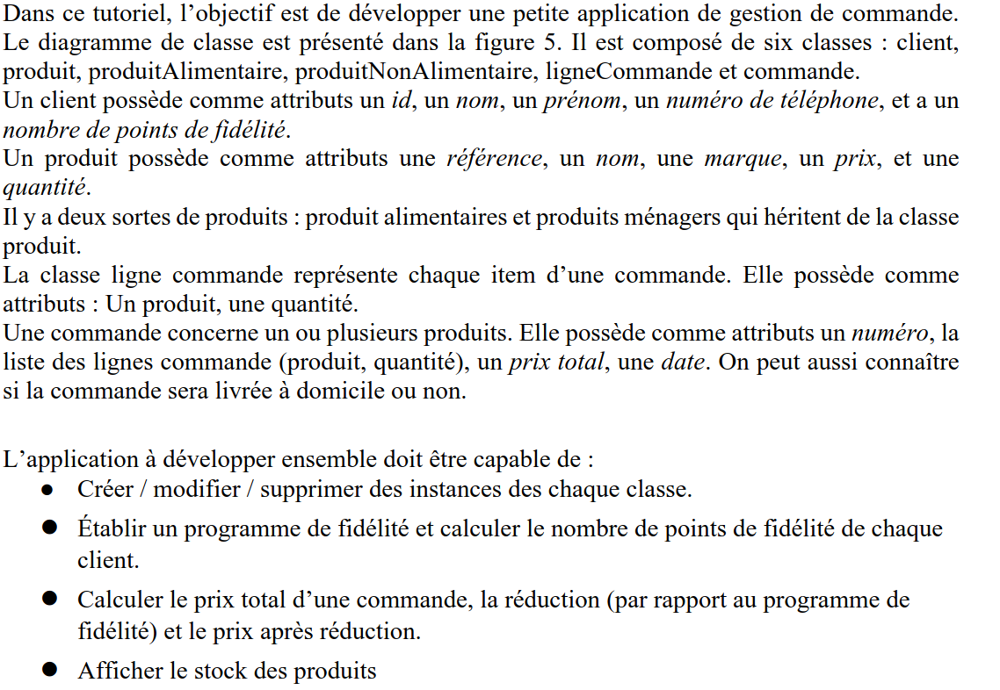 Dans ce tutoriel, l’objectif est de développer une petite application de gestion de commande.
Le diagramme de classe est présenté dans la figure 5. Il est composé de six classes : client,
produit, produitAlimentaire, produitNonAlimentaire, ligneCommande et commande.
Un client possède comme attributs un id, un nom, un prénom, un numéro de téléphone, et a un
nombre de points de fidélité.
Un produit possède comme attributs une référence, un nom, une marque, un prix, et une
quantité.
Il y a deux sortes de produits : produit alimentaires et produits ménagers qui héritent de la classe
produit.
La classe ligne commande représente chaque item d’une commande. Elle possède comme
attributs : Un produit, une quantité.
Une commande concerne un ou plusieurs produits. Elle possède comme attributs un numéro, la
liste des lignes commande (produit, quantité), un prix total, une date. On peut aussi connaître
si la commande sera livrée à domicile ou non.
L’application à développer ensemble doit être capable de :
● Créer / modifier / supprimer des instances des chaque classe.
● Établir un programme de fidélité et calculer le nombre de points de fidélité de chaque
client.
● Calculer le prix total d’une commande, la réduction (par rapport au programme de
fidélité) et le prix après réduction.
● Afficher le stock des produits